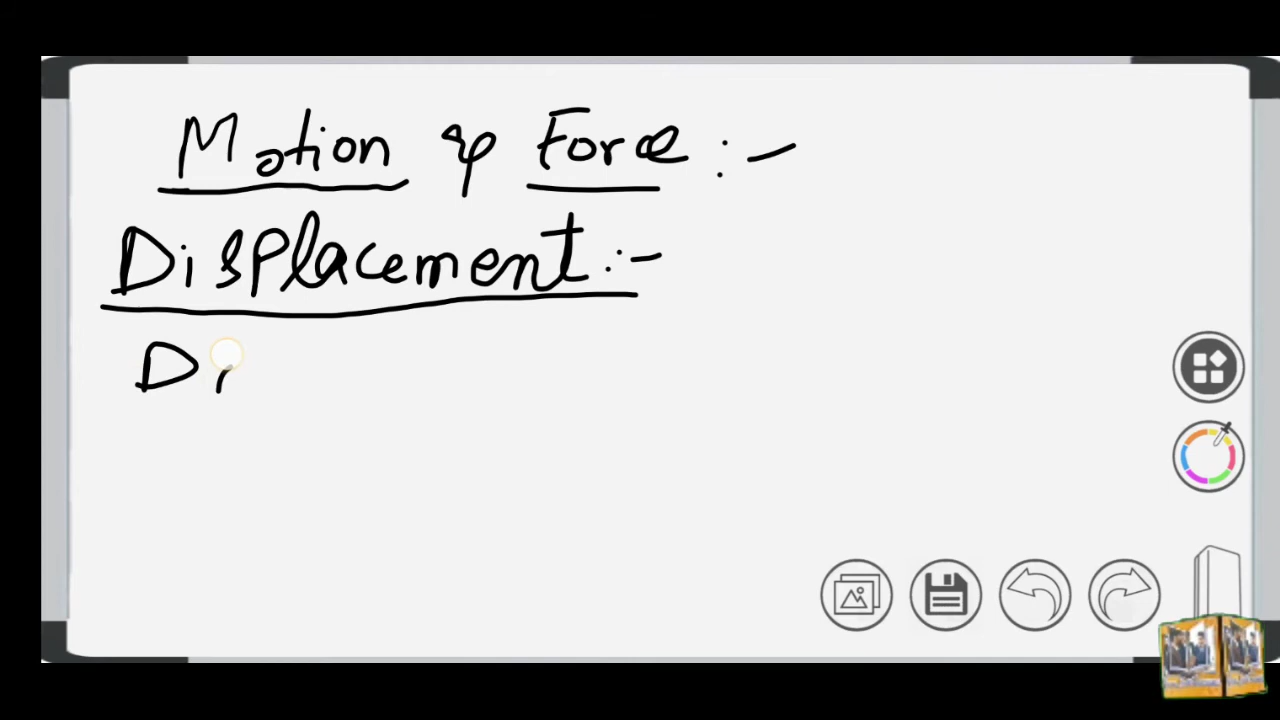 Motion & Force :-
Displacement :-
Di